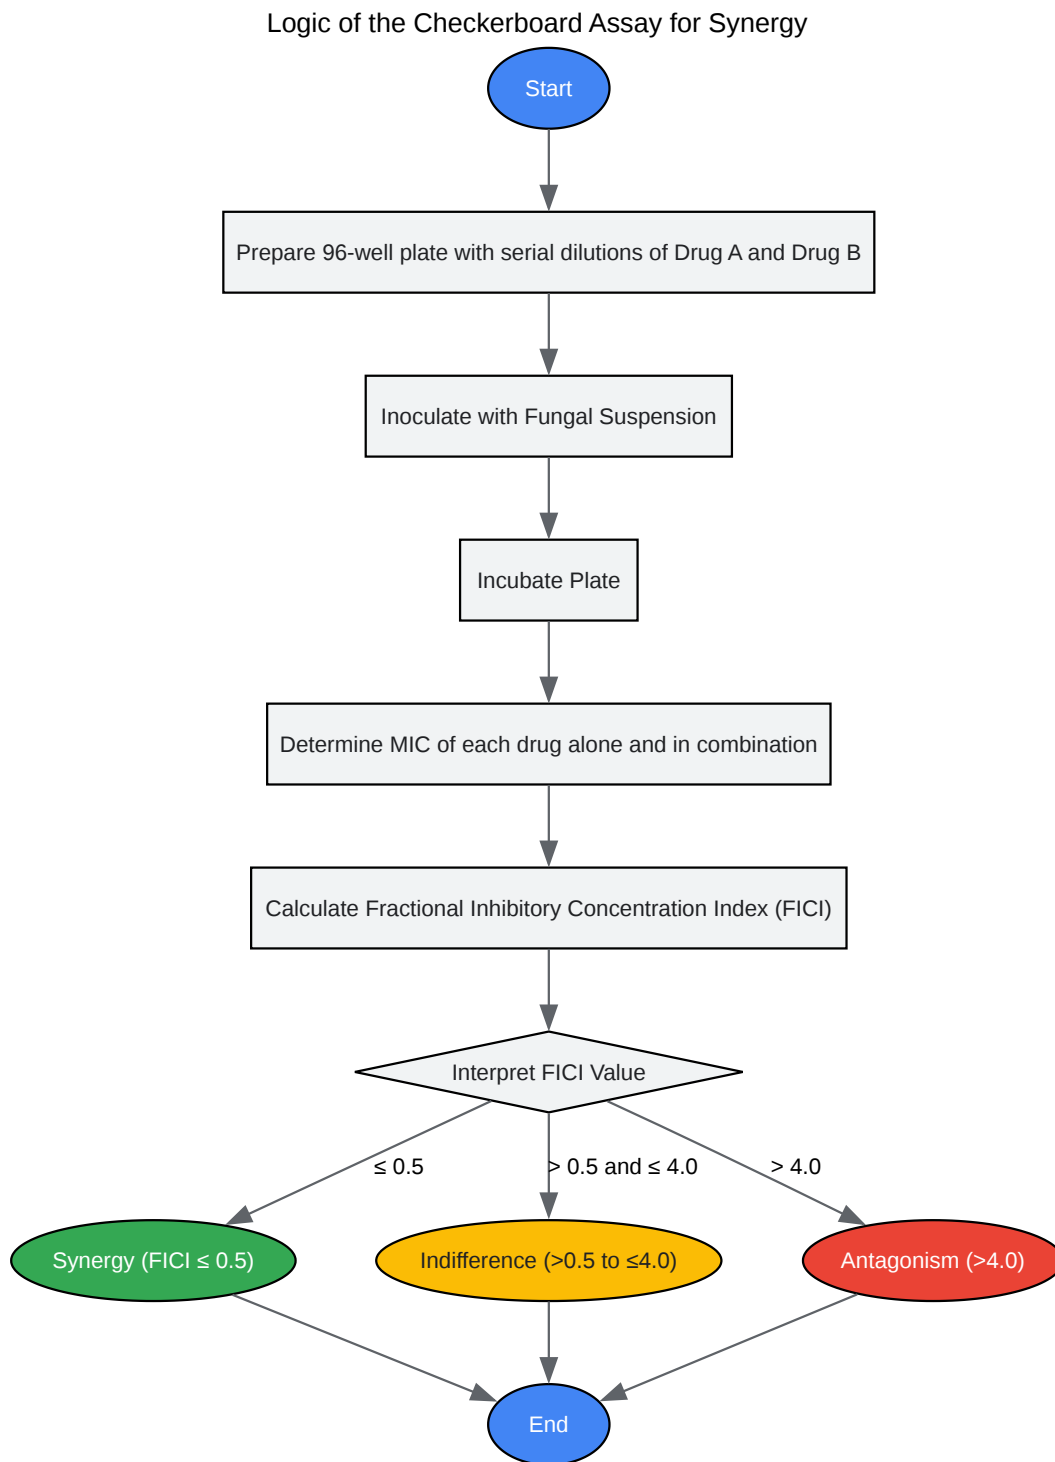 Logic of the Checkerboard Assay for Synergy
Start
Prepare 96-well plate with serial dilutions of Drug A and Drug B
Inoculate with Fungal Suspension
Incubate Plate
Determine MIC of each drug alone and in combination
Calculate Fractional Inhibitory Concentration Index (FICI)
Interpret FICI Value
≤ 0.5
> 0.5 and ≤ 4.0
> 4.0
Synergy (FICI ≤ 0.5)
Indifference (>0.5 to ≤4.0)
Antagonism (>4.0)
End